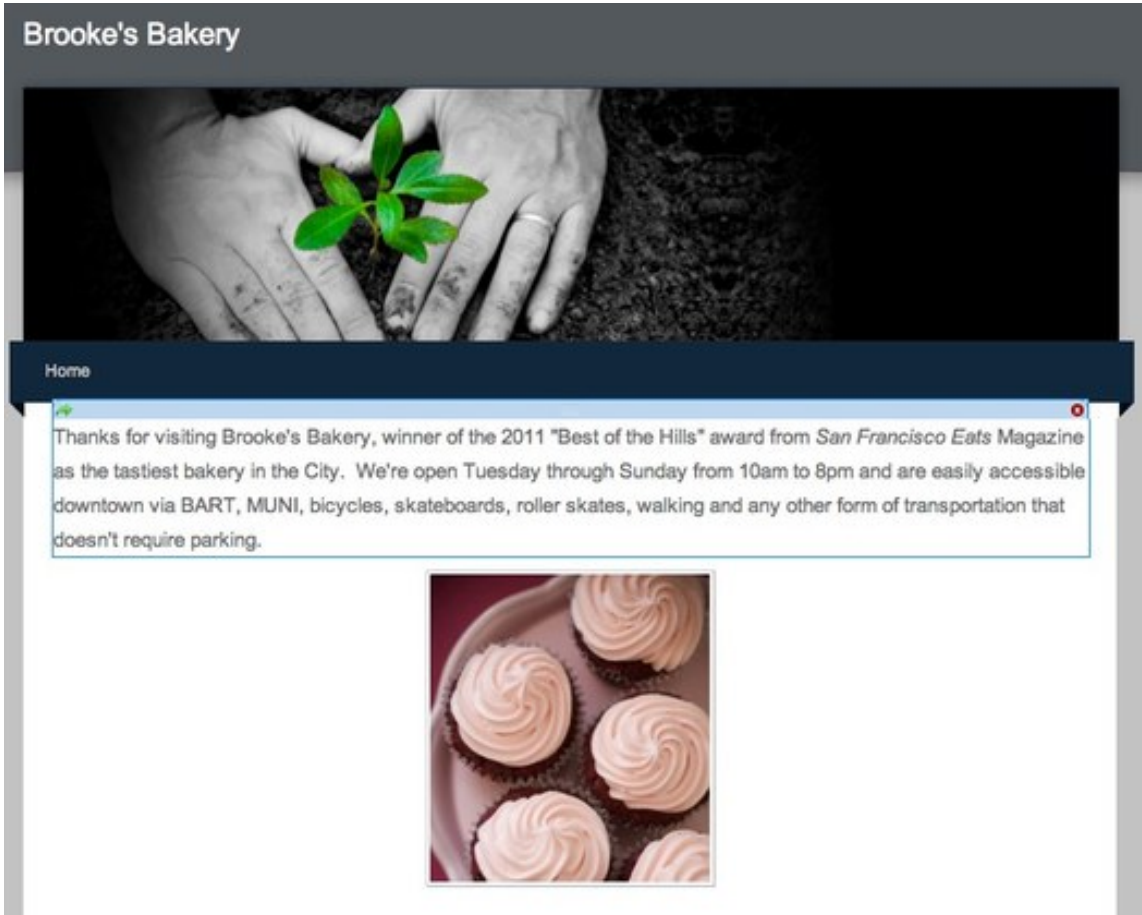 Brooke's Bakery
Home
Thanks for visiting Brooke's Bakery, winner of the 2011 "Best of the Hills" award from San Francisco Eats Magazine
as the tastiest bakery in the City.  We're open Tuesday through Sunday from 10am to 8pm and are easily accessible
downtown via BART, MUNI, bicycles, skateboards, roller skates, walking and any other form of transportation that
doesn't require parking.